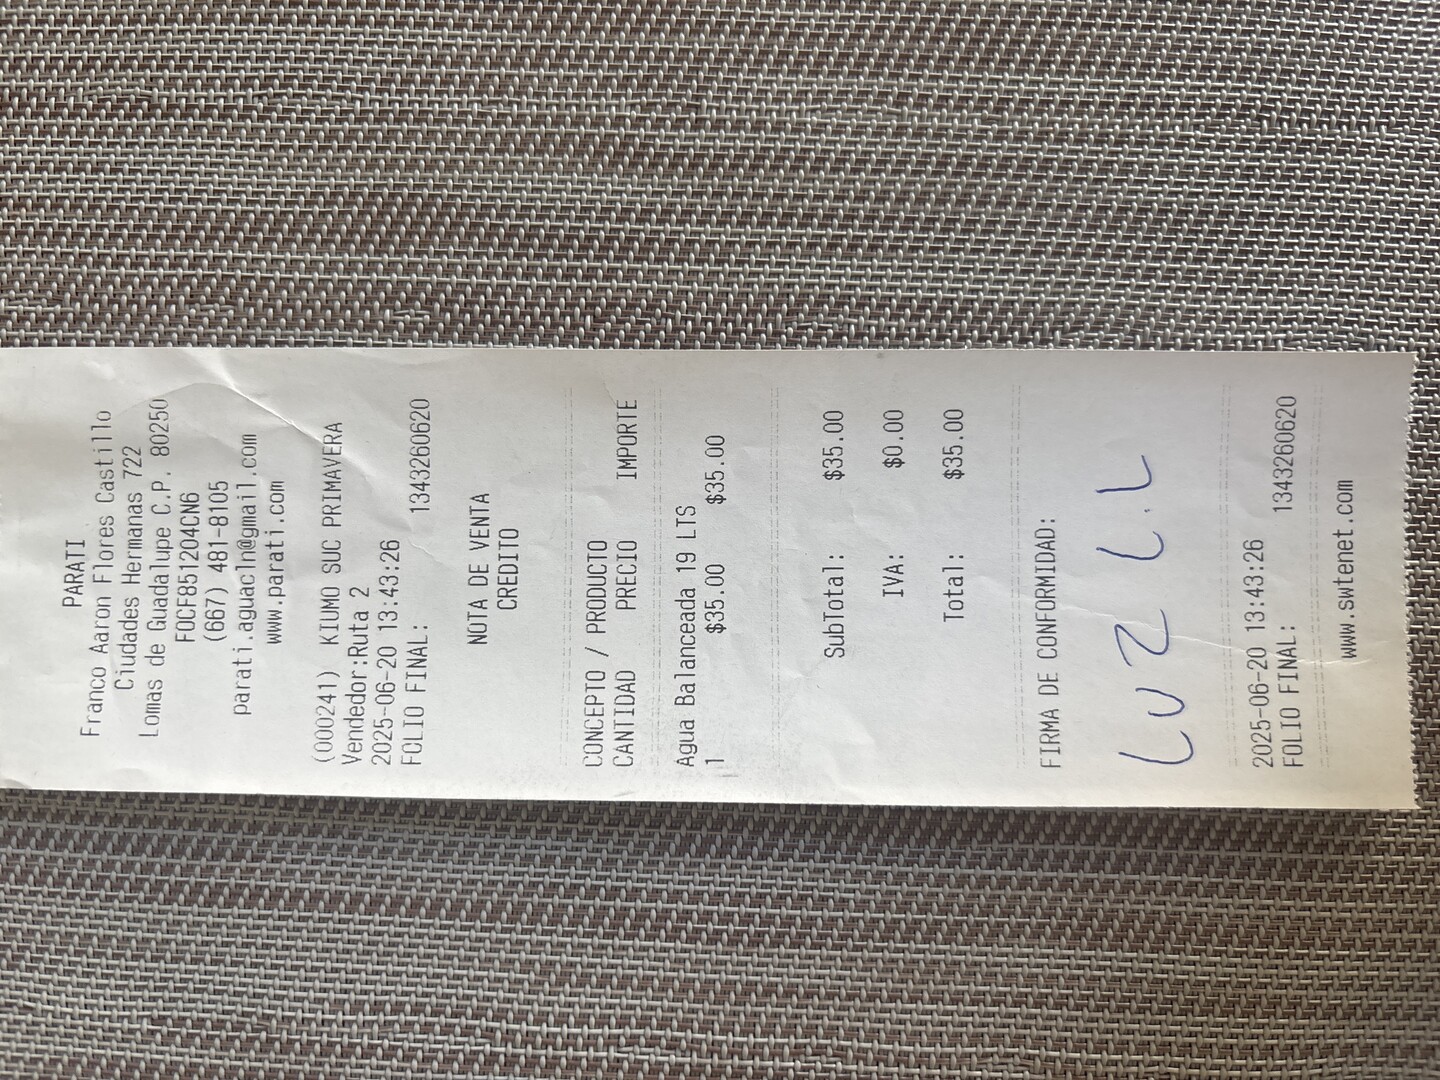 PARATI
Franco Aaron Flores Castillo
Ciudades Hermanas 722
Lomas de Guadalupe C.P. 80250
FOCF851204CN6
(667) 481-8105
parati.aguacln@gmail.com
www.parati.com
(000241) KIUMO SUC PRIMAVERA
Vendedor:Ruta 2
2025-06-20 13:43:26
FOLIO FINAL: 1343260620
NOTA DE VENTA
CREDITO
CONCEPTO / PRODUCTO
CANTIDAD PRECIO IMPORTE
Agua Balanceada 19 LTS
1 $35.00 $35.00
SubTotal: $35.00
IVA: $0.00
Total: $35.00
FIRMA DE CONFORMIDAD:
LUZ L.L
2025-06-20 13:43:26
FOLIO FINAL: 1343260620
www.swtenet.com